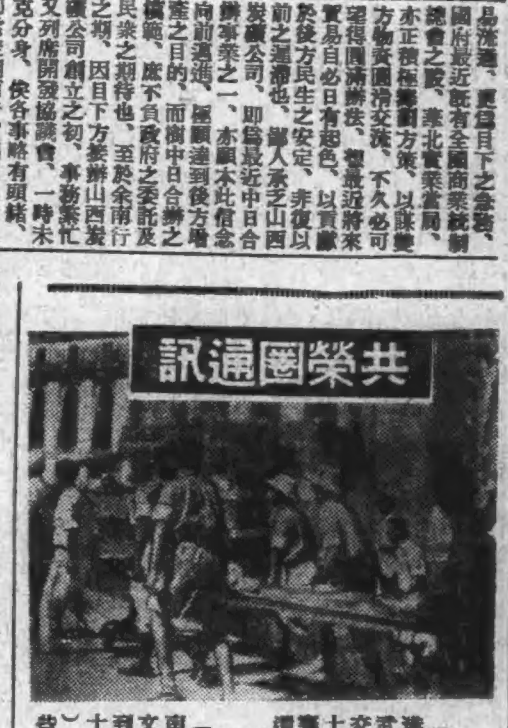 易流通、更爲目下之急務、
國府最近既有全國商業統制
總會之設、華北實業當局、
亦正積極籌劃方策、以謀雙
方物資圓滑交流、不久必可
望得圓滿辦法、想最近將來
貿易自必日有起色、以貢獻
於後方民生之安定、非復以
前之遲滯也、鄙人承乏山西
炭礦公司、即爲最近中日合
辦事業之一、亦願本此信念
向前邁進、極願達到後方增
產之目的、而樹中日合辦之
模範、庶不負政府之委託及
民衆之期待也、至於余南行
之期、因目下方接辦山西炭
礦公司創立之初、事務繁忙
又列席開發協議會、一時未
克分身、俟各事略有頭緒、
共榮圈通訊